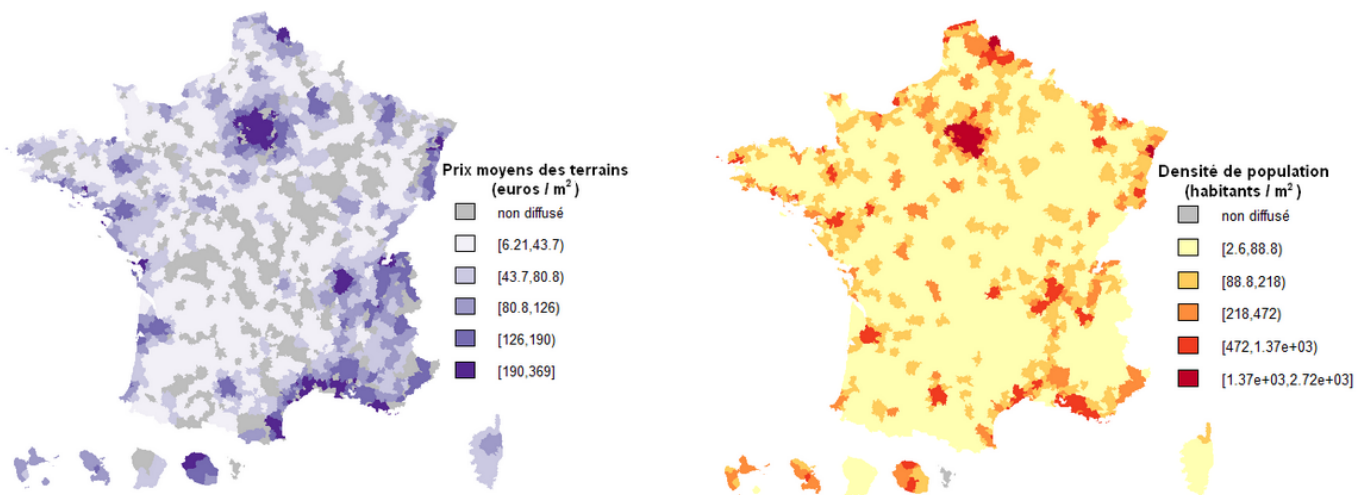 Prix moyens des terrains
(euros / m²)
non diffusé
[6.21,43.7)
[43.7,80.8)
[80.8,126)
[126,190)
[190,369]
Densité de population
(habitants / m²)
non diffusé
[2.6,88.8)
[88.8,218)
[218,472)
[472,1.37e+03)
[1.37e+03,2.72e+03]